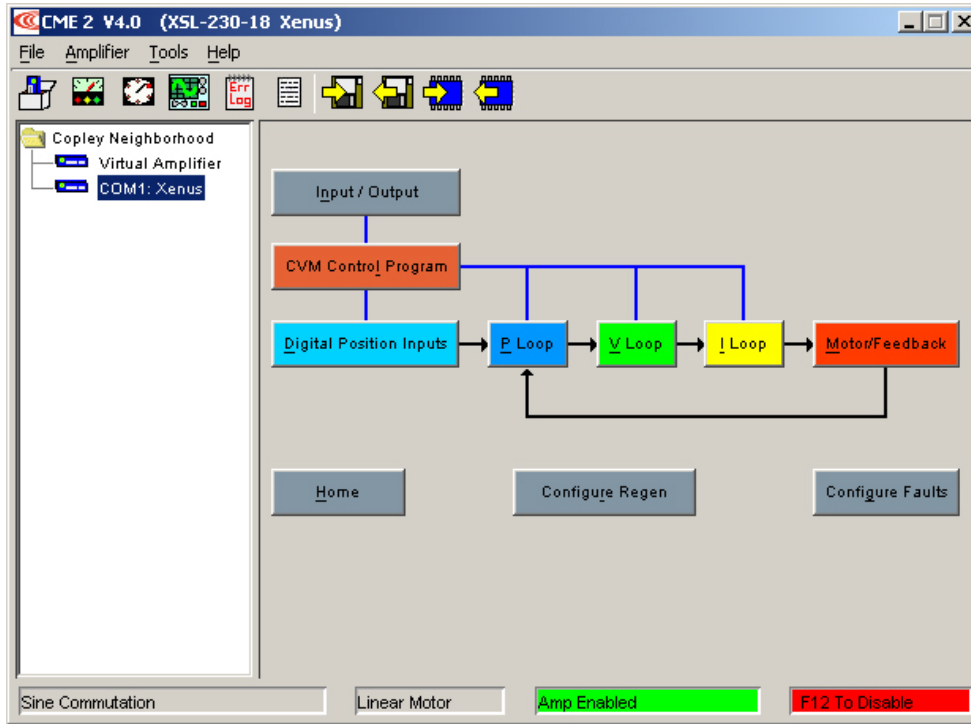 CME 2 V4.0 (XSL-230-18 Xenus)
File Amplifier Tools Help
Err
Log
Copley Neighborhood
Virtual Amplifier
COM1: Xenus
Input / Output
CVM Control Program
Digital Position Inputs
P Loop
V Loop
I Loop
Motor/Feedback
Home
Configure Regen
Configure Faults
Sine Commutation
Linear Motor
Amp Enabled
F12 To Disable